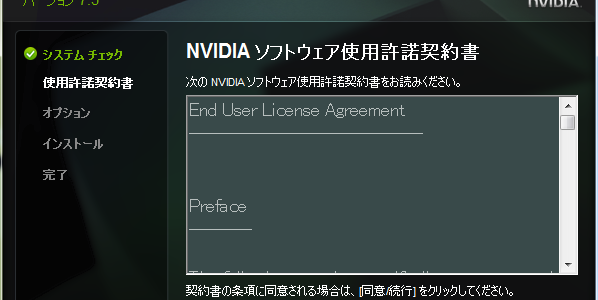 バージョン 7.5
NVIDIA.
システム チェック
使用許諾契約書
オプション
インストール
完了
NVIDIA ソフトウェア使用許諾契約書
次の NVIDIA ソフトウェア使用許諾契約書をお読みください。
End User License Agreement
Preface
契約書の条項に同意される場合は、[同意/続行] をクリックしてください。